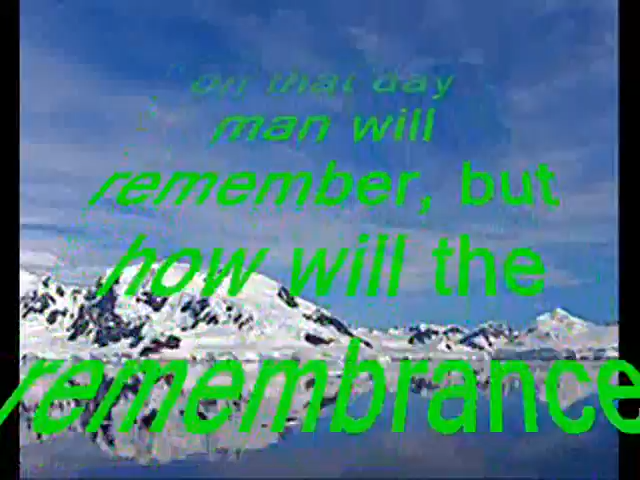 on that day
man will
remember, but
how will the
remembrance